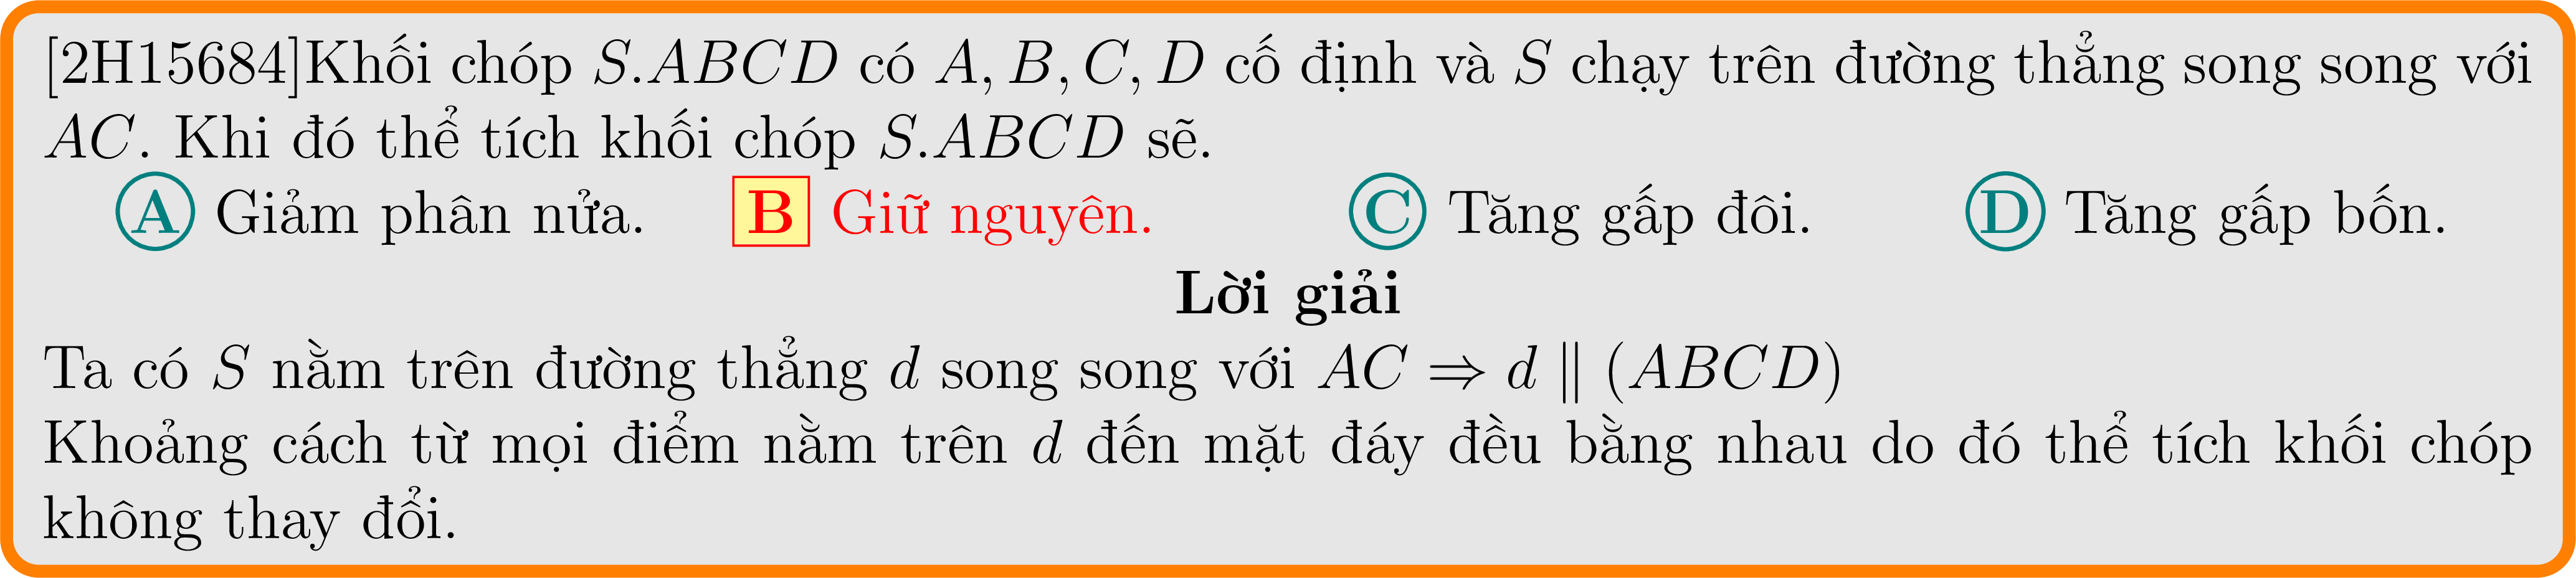 [2H15684]Khối chóp S.ABCD có A, B, C, D cố định và S chạy trên đường thẳng song song với
AC. Khi đó thể tích khối chóp S.ABCD sẽ.
A Giảm phân nửa. B Giữ nguyên. C Tăng gấp đôi. D Tăng gấp bốn.
Lời giải
Ta có S nằm trên đường thẳng d song song với AC ⇒ d ∥ (ABCD)
Khoảng cách từ mọi điểm nằm trên d đến mặt đáy đều bằng nhau do đó thể tích khối chóp
không thay đổi.